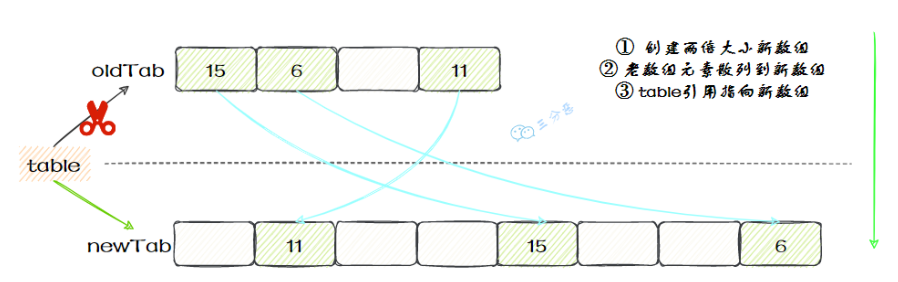 ① 创建两倍大小新数组
② 老数组元素散列到新数组
③ table引用指向新数组
oldTab 15 6 11
三分恶
table
newTab 11 15 6